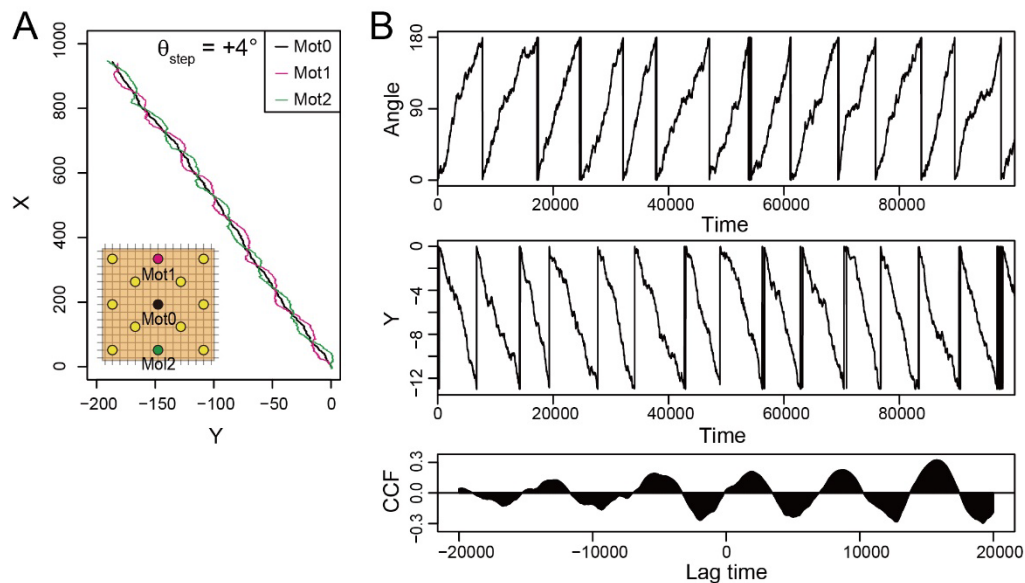 A
θstep = +4°
Mot0
Mot1
Mot2
1000
800
600
400
200
0
X
Mot1
Mot0
Mol2
−200
−150
−100
−50
0
Y
B
180
90
0
Angle
20000
40000
60000
80000
Time
0
−4
−8
−12
Y
0
20000
40000
60000
80000
Time
0.3
0.0
−0.3
CCF
−20000
−10000
0
10000
20000
Lag time